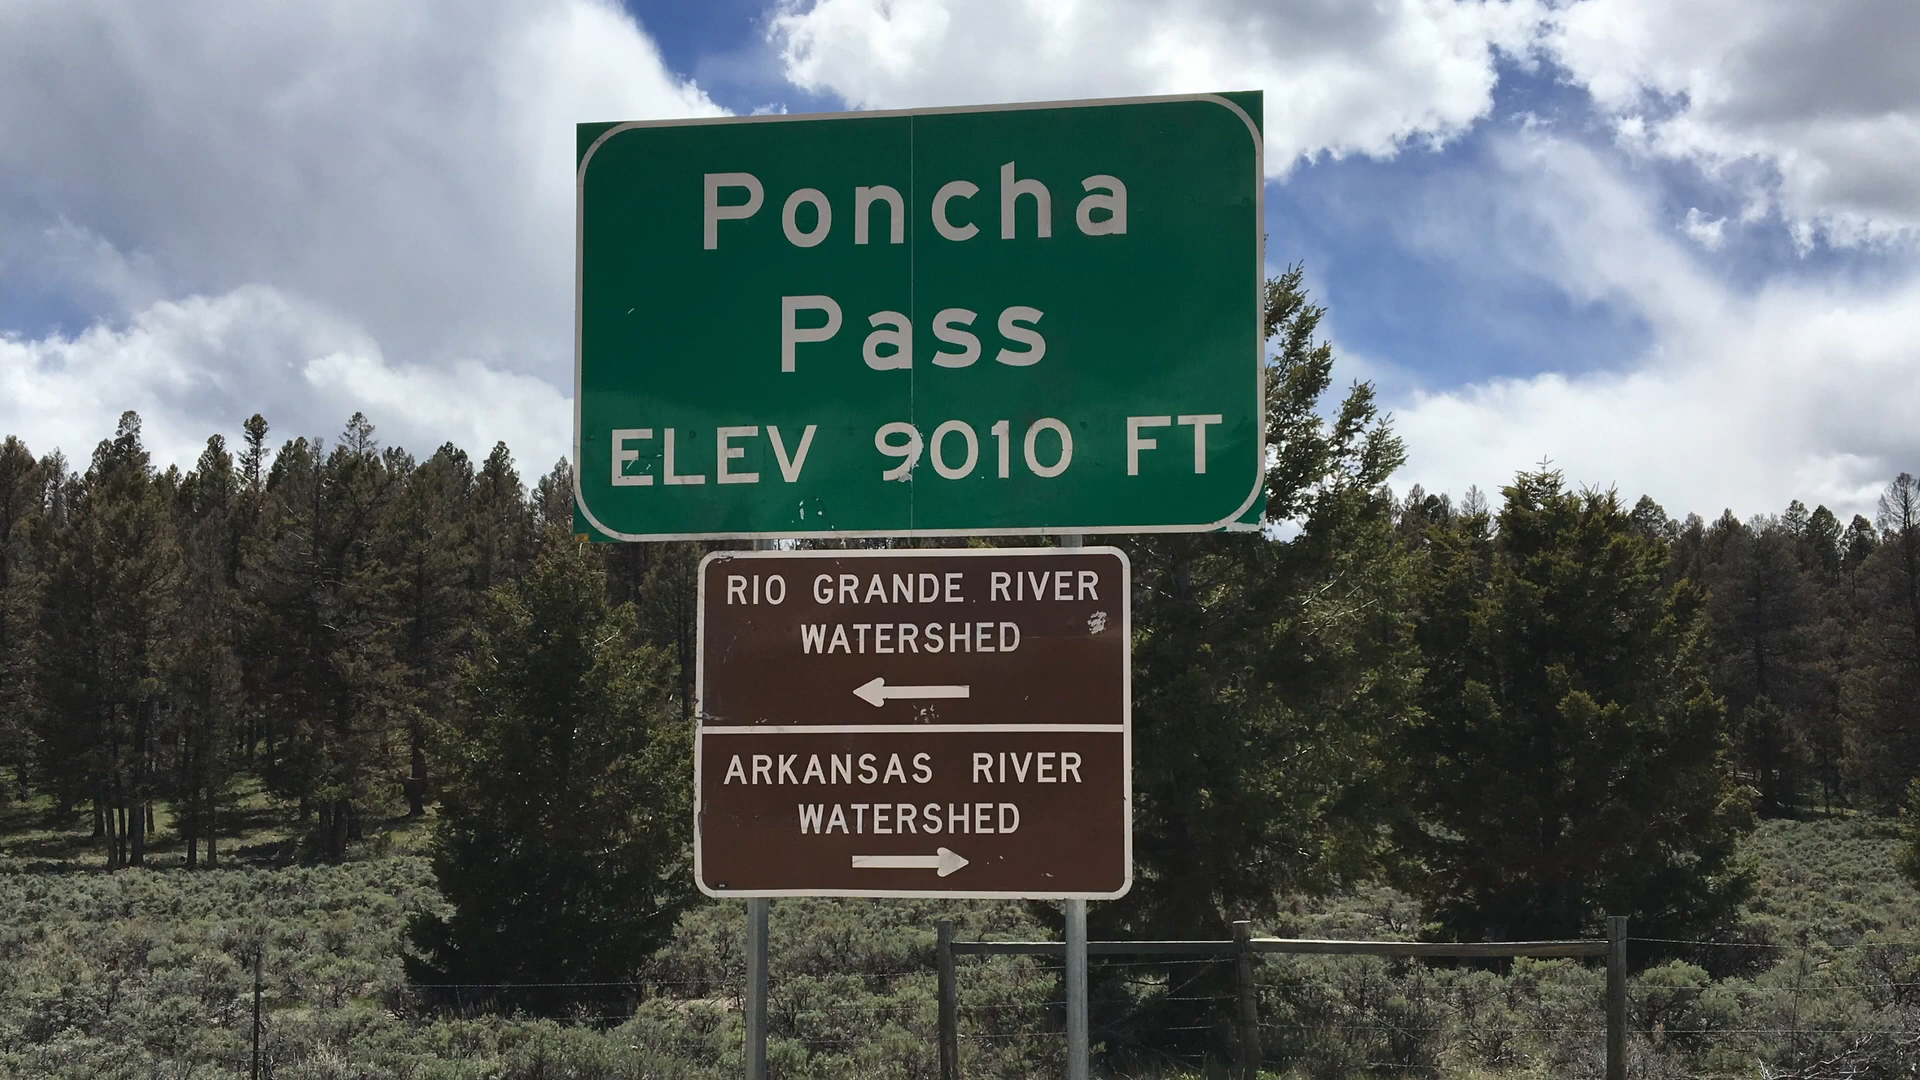 Poncha
Pass
ELEV 9010 FT
RIO GRANDE RIVER
WATERSHED
ARKANSAS RIVER
WATERSHED